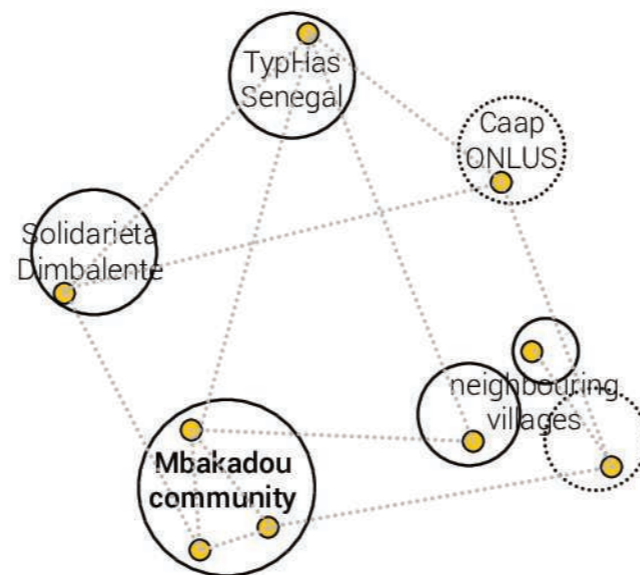 TypHas
Senegal
Caap
ONLUS
Solidarieta
Dimbalente
neighbouring
villages
Mbakadou
community